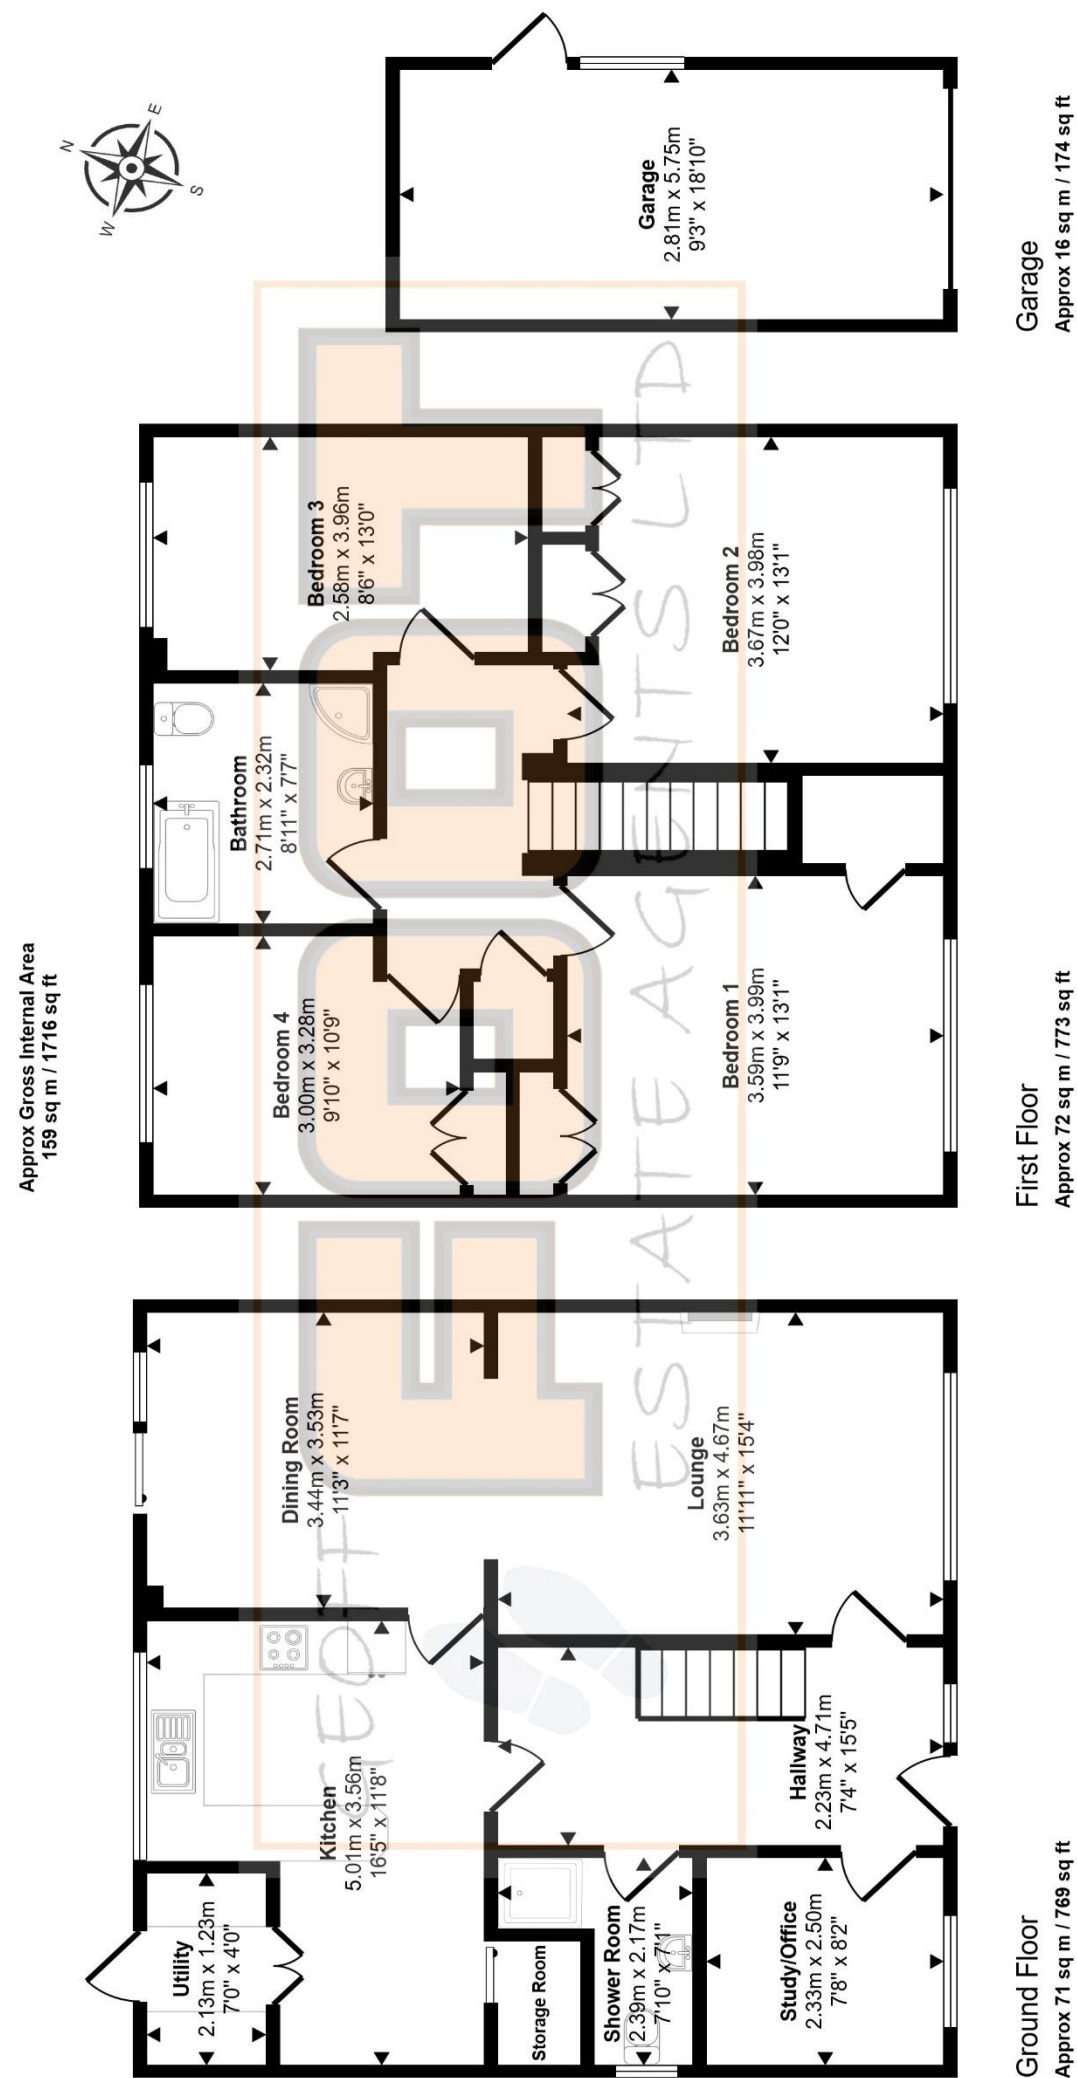 Approx Gross Internal Area
159 sq m / 1716 sq ft
Utility
2.13m x 1.23m
7'0" x 4'0"
Kitchen
5.01m x 3.56m
16'5" x 11'8"
Dining Room
3.44m x 3.53m
11'3" x 11'7"
Storage Room
Shower Room
2.39m x 2.17m
7'10" x 7'1"
Study/Office
2.33m x 2.50m
7'8" x 8'2"
Hallway
2.23m x 4.71m
7'4" x 15'5"
Lounge
3.63m x 4.67m
11'11" x 15'4"
Ground Floor
Approx 71 sq m / 769 sq ft
Bedroom 4
3.00m x 3.28m
9'10" x 10'9"
Bathroom
2.71m x 2.32m
8'11" x 7'7"
Bedroom 3
2.58m x 3.96m
8'6" x 13'0"
Bedroom 1
3.59m x 3.99m
11'9" x 13'1"
Bedroom 2
3.67m x 3.98m
12'0" x 13'1"
First Floor
Approx 72 sq m / 773 sq ft
N
E
S
W
Garage
2.81m x 5.75m
9'3" x 18'10"
Garage
Approx 16 sq m / 174 sq ft
GEOFF
FOOT
ESTATE AGENTS LTD